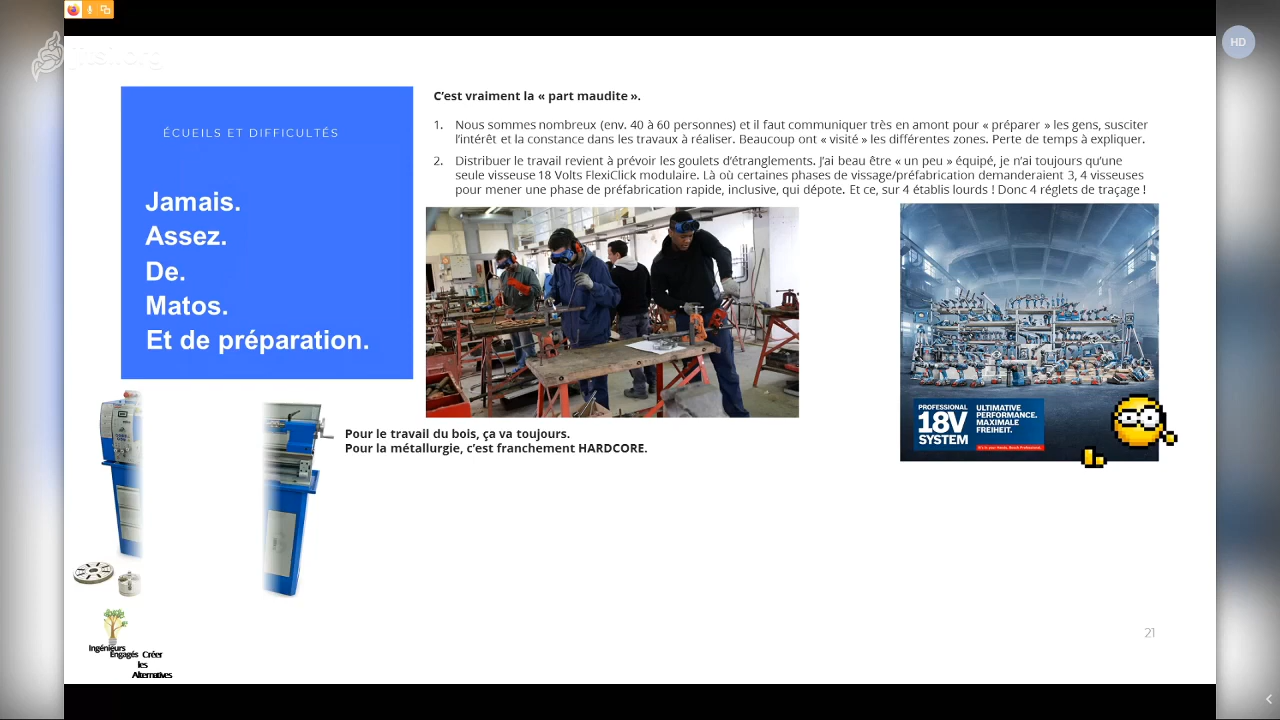 HD
ÉCUEILS ET DIFFICULTÉS
Jamais.
Assez.
De.
Matos.
Et de préparation.
C'est vraiment la « part maudite ».
1. Nous sommes nombreux (env. 40 à 60 personnes) et il faut communiquer très en amont pour « préparer » les gens, susciter
l'intérêt et la constance dans les travaux à réaliser. Beaucoup ont « visité » les différentes zones. Perte de temps à expliquer.
2. Distribuer le travail revient à prévoir les goulets d'étranglements. J'ai beau être « un peu » équipé, je n'ai toujours qu'une
seule visseuse 18 Volts FlexiClick modulaire. Là où certaines phases de vissage/préfabrication demanderaient 3, 4 visseuses
pour mener une phase de préfabrication rapide, inclusive, qui dépote. Et ce, sur 4 établis lourds ! Donc 4 réglets de traçage !
PROFESSIONAL
18V
SYSTEM
ULTIMATIVE
PERFORMANCE.
MAXIMALE
FREIHEIT.
Pour le travail du bois, ça va toujours.
Pour la métallurgie, c'est franchement HARDCORE.
Ingénieurs
Engagés Créer
les
Alternatives
21